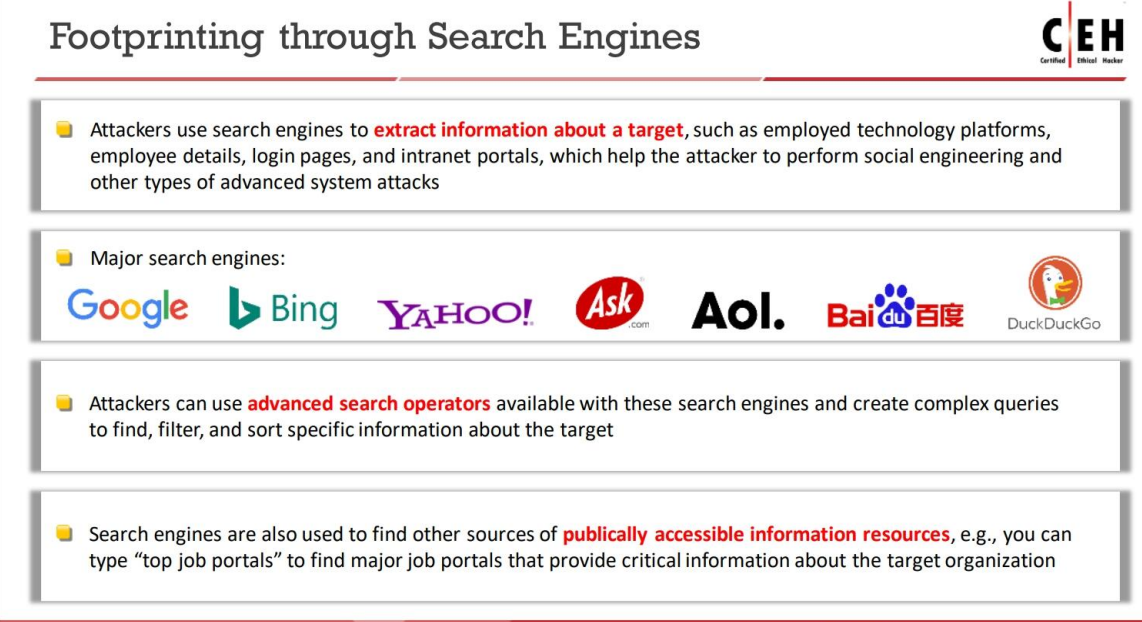 Footprinting through Search Engines
C|EH
Certified Ethical Hacker
Attackers use search engines to extract information about a target, such as employed technology platforms,
employee details, login pages, and intranet portals, which help the attacker to perform social engineering and
other types of advanced system attacks
Major search engines:
Google
Bing
YAHOO!
Ask
.com
Aol.
Bai du 百度
DuckDuckGo
Attackers can use advanced search operators available with these search engines and create complex queries
to find, filter, and sort specific information about the target
Search engines are also used to find other sources of publically accessible information resources, e.g., you can
type “top job portals” to find major job portals that provide critical information about the target organization